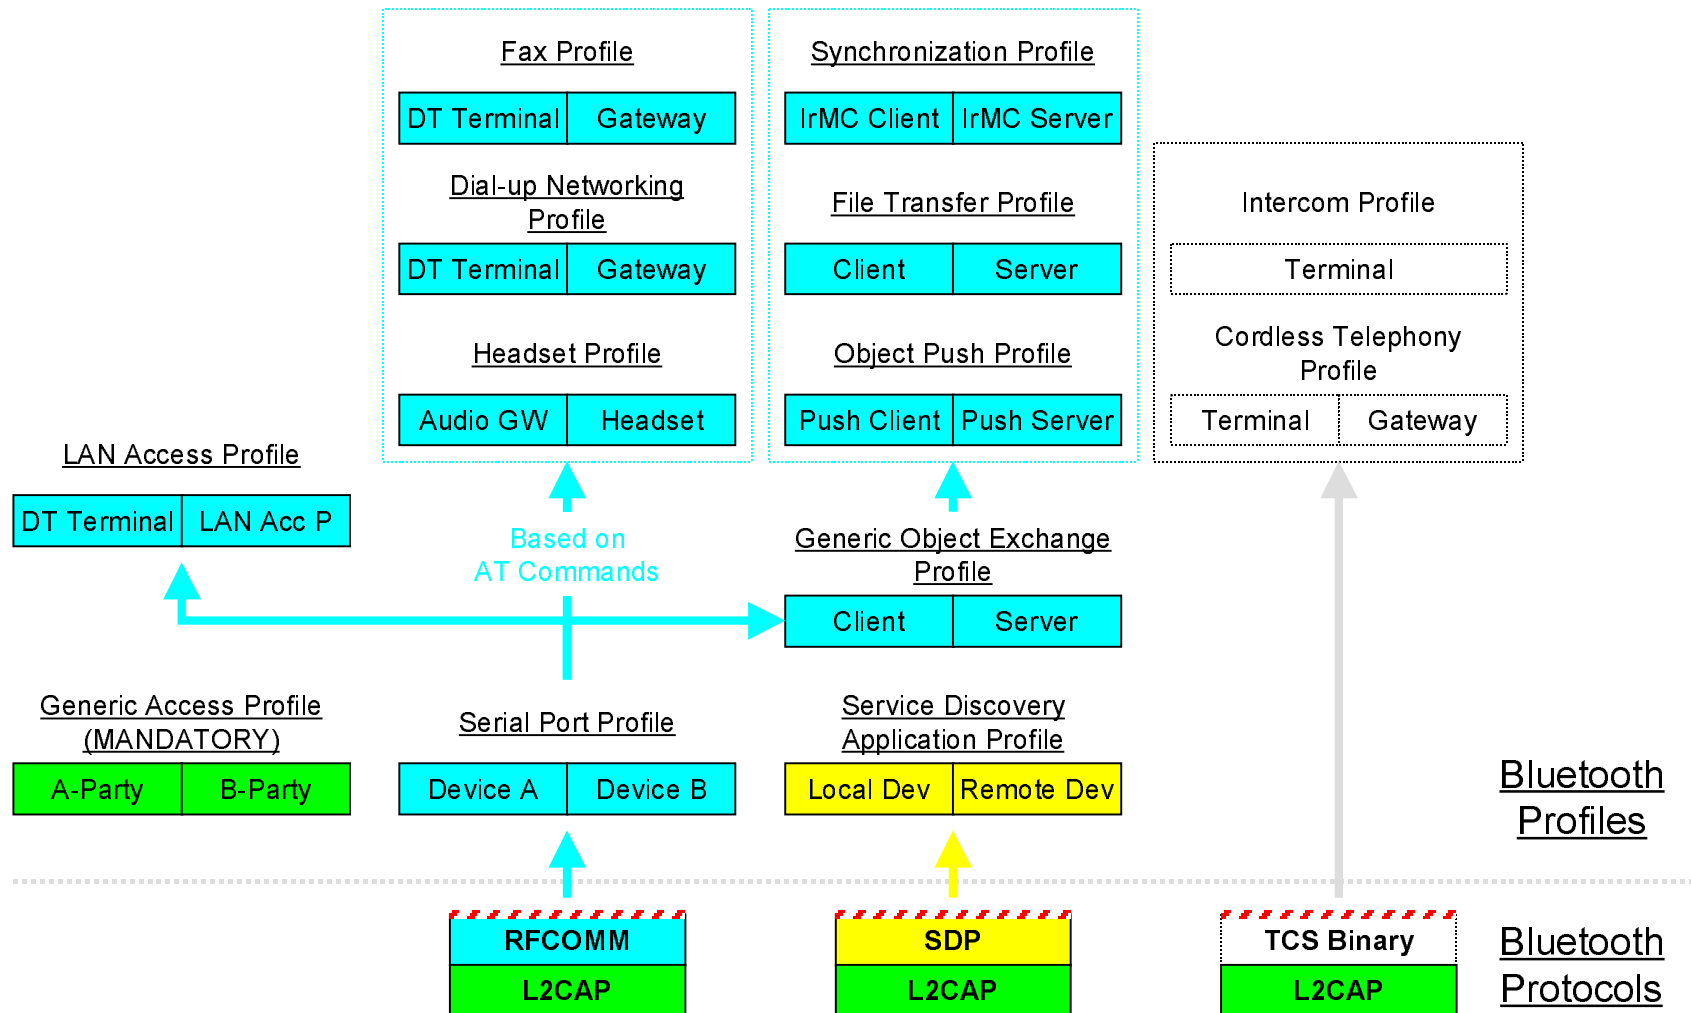 Fax Profile
DT Terminal Gateway
Dial-up Networking
Profile
DT Terminal Gateway
Headset Profile
Audio GW Headset
Synchronization Profile
IrMC Client IrMC Server
File Transfer Profile
Client Server
Object Push Profile
Push Client Push Server
Intercom Profile
Terminal
Cordless Telephony
Profile
Terminal Gateway
LAN Access Profile
DT Terminal LAN Acc P
Based on
AT Commands
Generic Object Exchange
Profile
Client Server
Generic Access Profile
(MANDATORY)
A-Party B-Party
Serial Port Profile
Device A Device B
Service Discovery
Application Profile
Local Dev Remote Dev
Bluetooth
Profiles
RFCOMM
L2CAP
SDP
L2CAP
TCS Binary
L2CAP
Bluetooth
Protocols